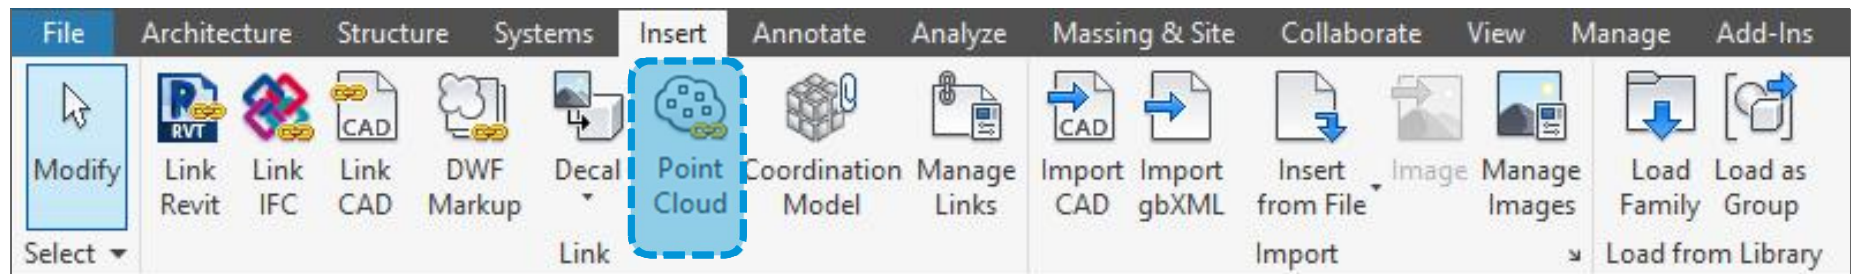 File Architecture Structure Systems Insert Annotate Analyze Massing & Site Collaborate View Manage Add-Ins
Modify
RVT
Link Revit
Link IFC
CAD
Link CAD
DWF Markup
Decal
Point Cloud
Coordination Model
Manage Links
CAD
Import CAD
Import gbXML
Insert from File
Image
Manage Images
Load Family
Load as Group
Select
Link
Import
Load from Library